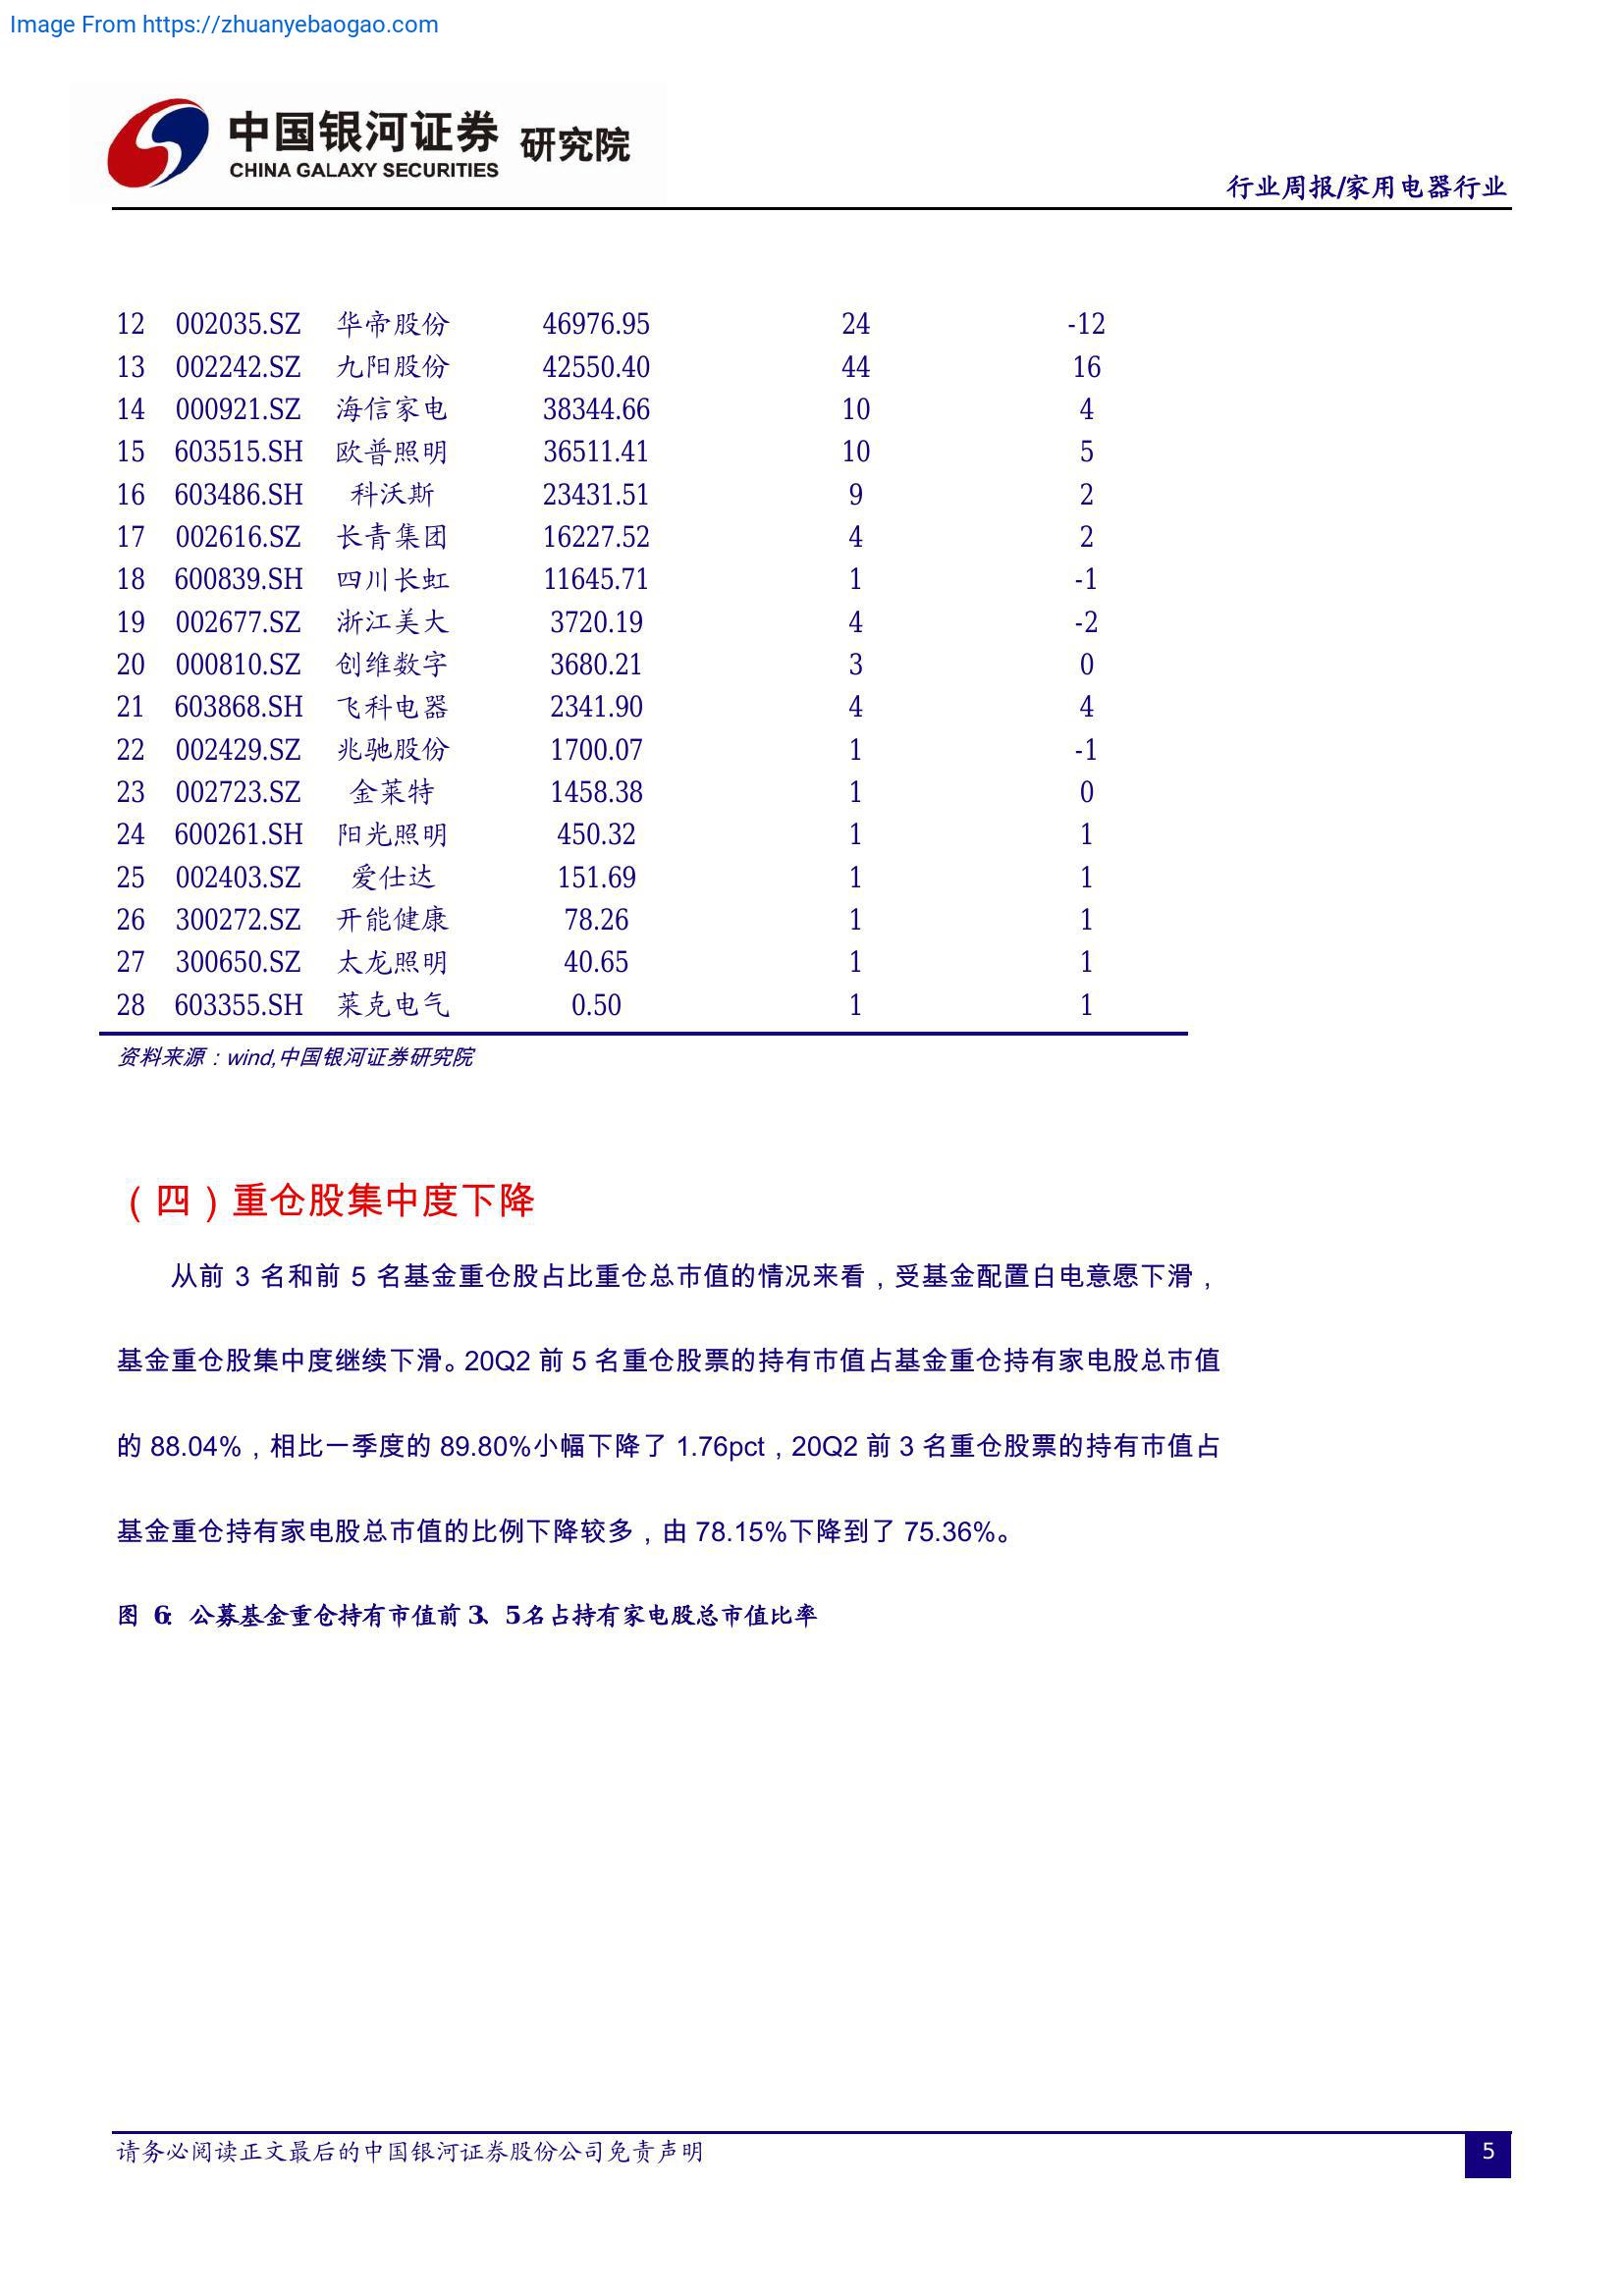 Image From https://zhuanyebaogao.com
中国银河证券 研究院
CHINA GALAXY SECURITIES
行业周报/家用电器行业
12 002035.SZ 华帝股份 46976.95 24 -12
13 002242.SZ 九阳股份 42550.40 44 16
14 000921.SZ 海信家电 38344.66 10 4
15 603515.SH 欧普照明 36511.41 10 5
16 603486.SH 科沃斯 23431.51 9 2
17 002616.SZ 长青集团 16227.52 4 2
18 600839.SH 四川长虹 11645.71 1 -1
19 002677.SZ 浙江美大 3720.19 4 -2
20 000810.SZ 创维数字 3680.21 3 0
21 603868.SH 飞科电器 2341.90 4 4
22 002429.SZ 兆驰股份 1700.07 1 -1
23 002723.SZ 金莱特 1458.38 1 0
24 600261.SH 阳光照明 450.32 1 1
25 002403.SZ 爱仕达 151.69 1 1
26 300272.SZ 开能健康 78.26 1 1
27 300650.SZ 太龙照明 40.65 1 1
28 603355.SH 莱克电气 0.50 1 1
资料来源：wind,中国银河证券研究院
（四）重仓股集中度下降
从前 3 名和前 5 名基金重仓股占比重仓总市值的情况来看，受基金配置白电意愿下滑，
基金重仓股集中度继续下滑。20Q2 前 5 名重仓股票的持有市值占基金重仓持有家电股总市值
的 88.04%，相比一季度的 89.80%小幅下降了 1.76pct，20Q2 前 3 名重仓股票的持有市值占
基金重仓持有家电股总市值的比例下降较多，由 78.15%下降到了 75.36%。
图 6：公募基金重仓持有市值前 3、5名占持有家电股总市值比率
请务必阅读正文最后的中国银河证券股份公司免责声明
5